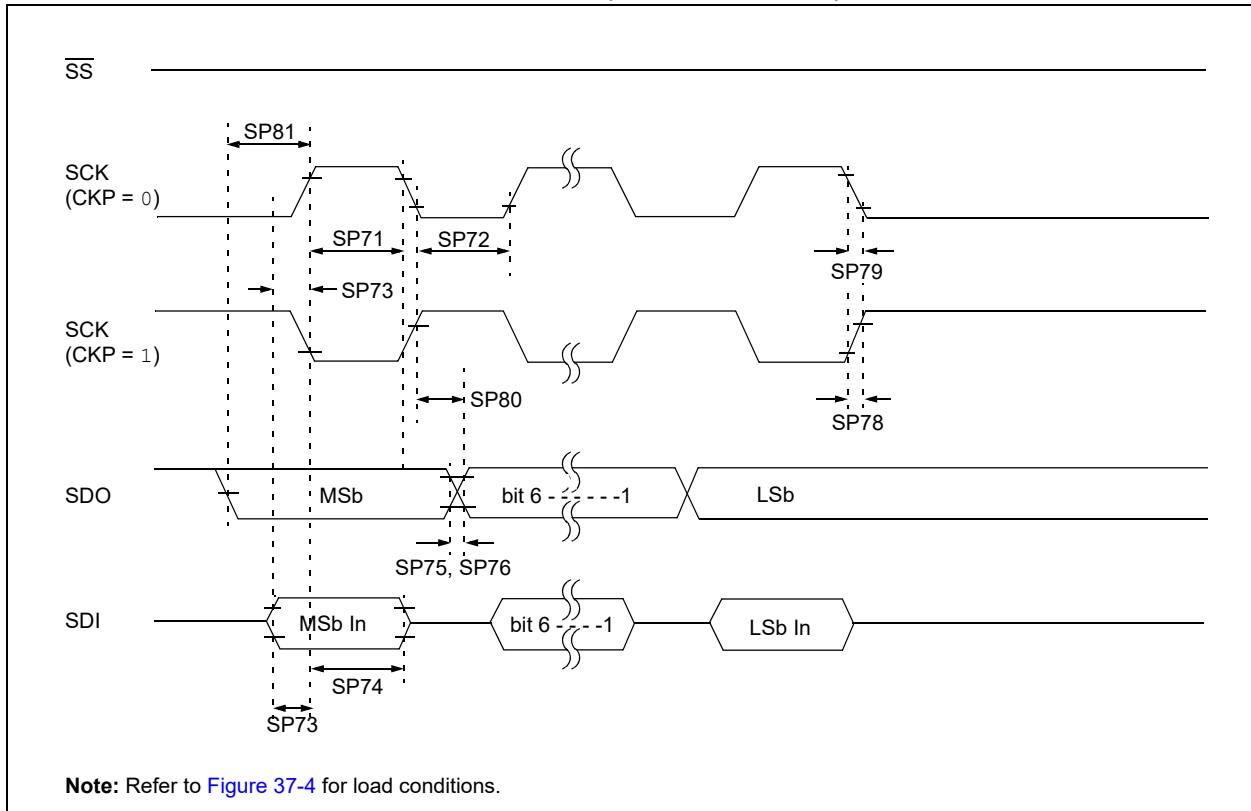 SS
SP81
SCK
(CKP = 0)
SP71
SP72
SP79
SP73
SCK
(CKP = 1)
SP80
SP78
SDO
MSb
bit 6 - - - - - -1
LSb
SP75, SP76
SDI
MSb In
bit 6 - - - -1
LSb In
SP74
SP73
Note: Refer to Figure 37-4 for load conditions.